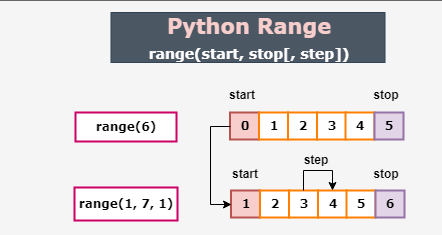 Python Range
range(start, stop[, step])
start stop
range(6) 0 1 2 3 4 5
start step stop
range(1, 7, 1) 1 2 3 4 5 6